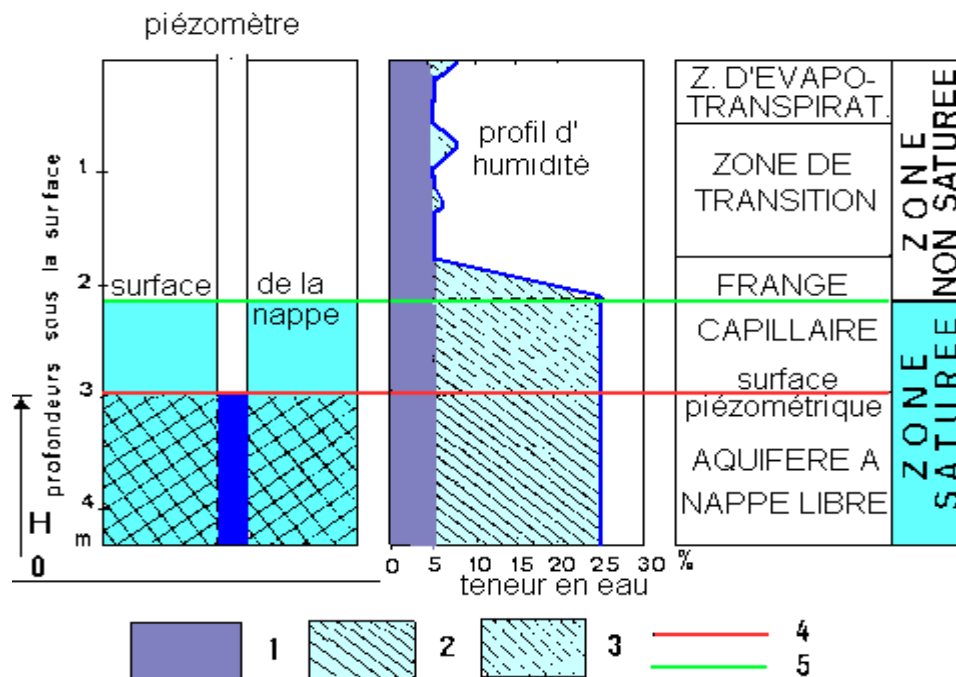 piézomètre
profondeurs sous la surface
1
2
3
4
m
H
0
surface
de la
nappe
profil d'
humidité
0 5 10 15 20 25 30 %
teneur en eau
Z. D'EVAPO-
TRANSPIRAT.
ZONE DE
TRANSITION
FRANGE
CAPILLAIRE
surface
piézométrique
AQUIFERE A
NAPPE LIBRE
ZONE
NON SATUREE
ZONE
SATUREE
1
2
3
4
5